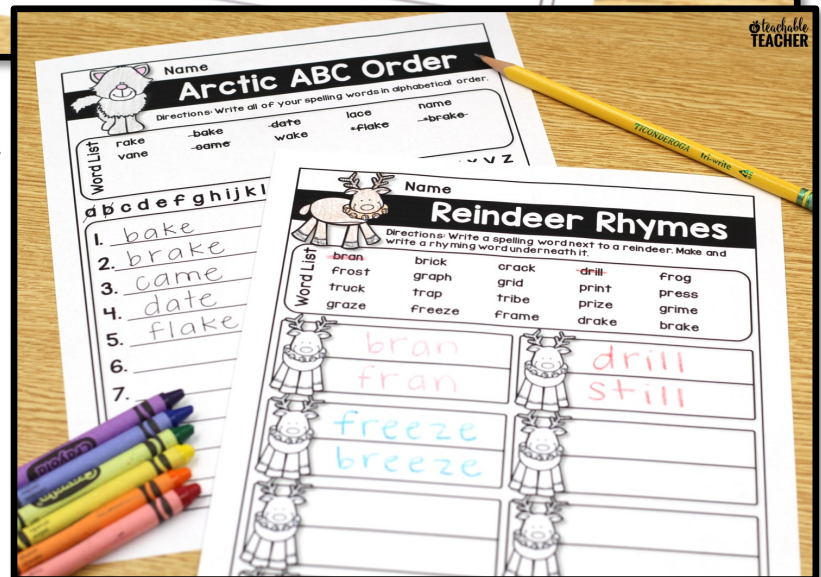 a teachable
TEACHER
Name
Arctic ABC Order
Directions: Write all of your spelling words in alphabetical order.
Word List
rake bake date lace name
vane came wake *flake *brake
a b c d e f g h i j k l
x y z
1. bake
2. brake
3. came
4. date
5. flake
6.
7.
TICONDEROGA tri-write
Name
Reindeer Rhymes
Directions: Write a spelling word next to a reindeer. Make and
write a rhyming word underneath it.
Word List
bran brick crack drill frog
frost graph grid print press
truck trap tribe prize grime
graze freeze frame drake brake
bran
fran
drill
still
freeze
breeze
Crayola